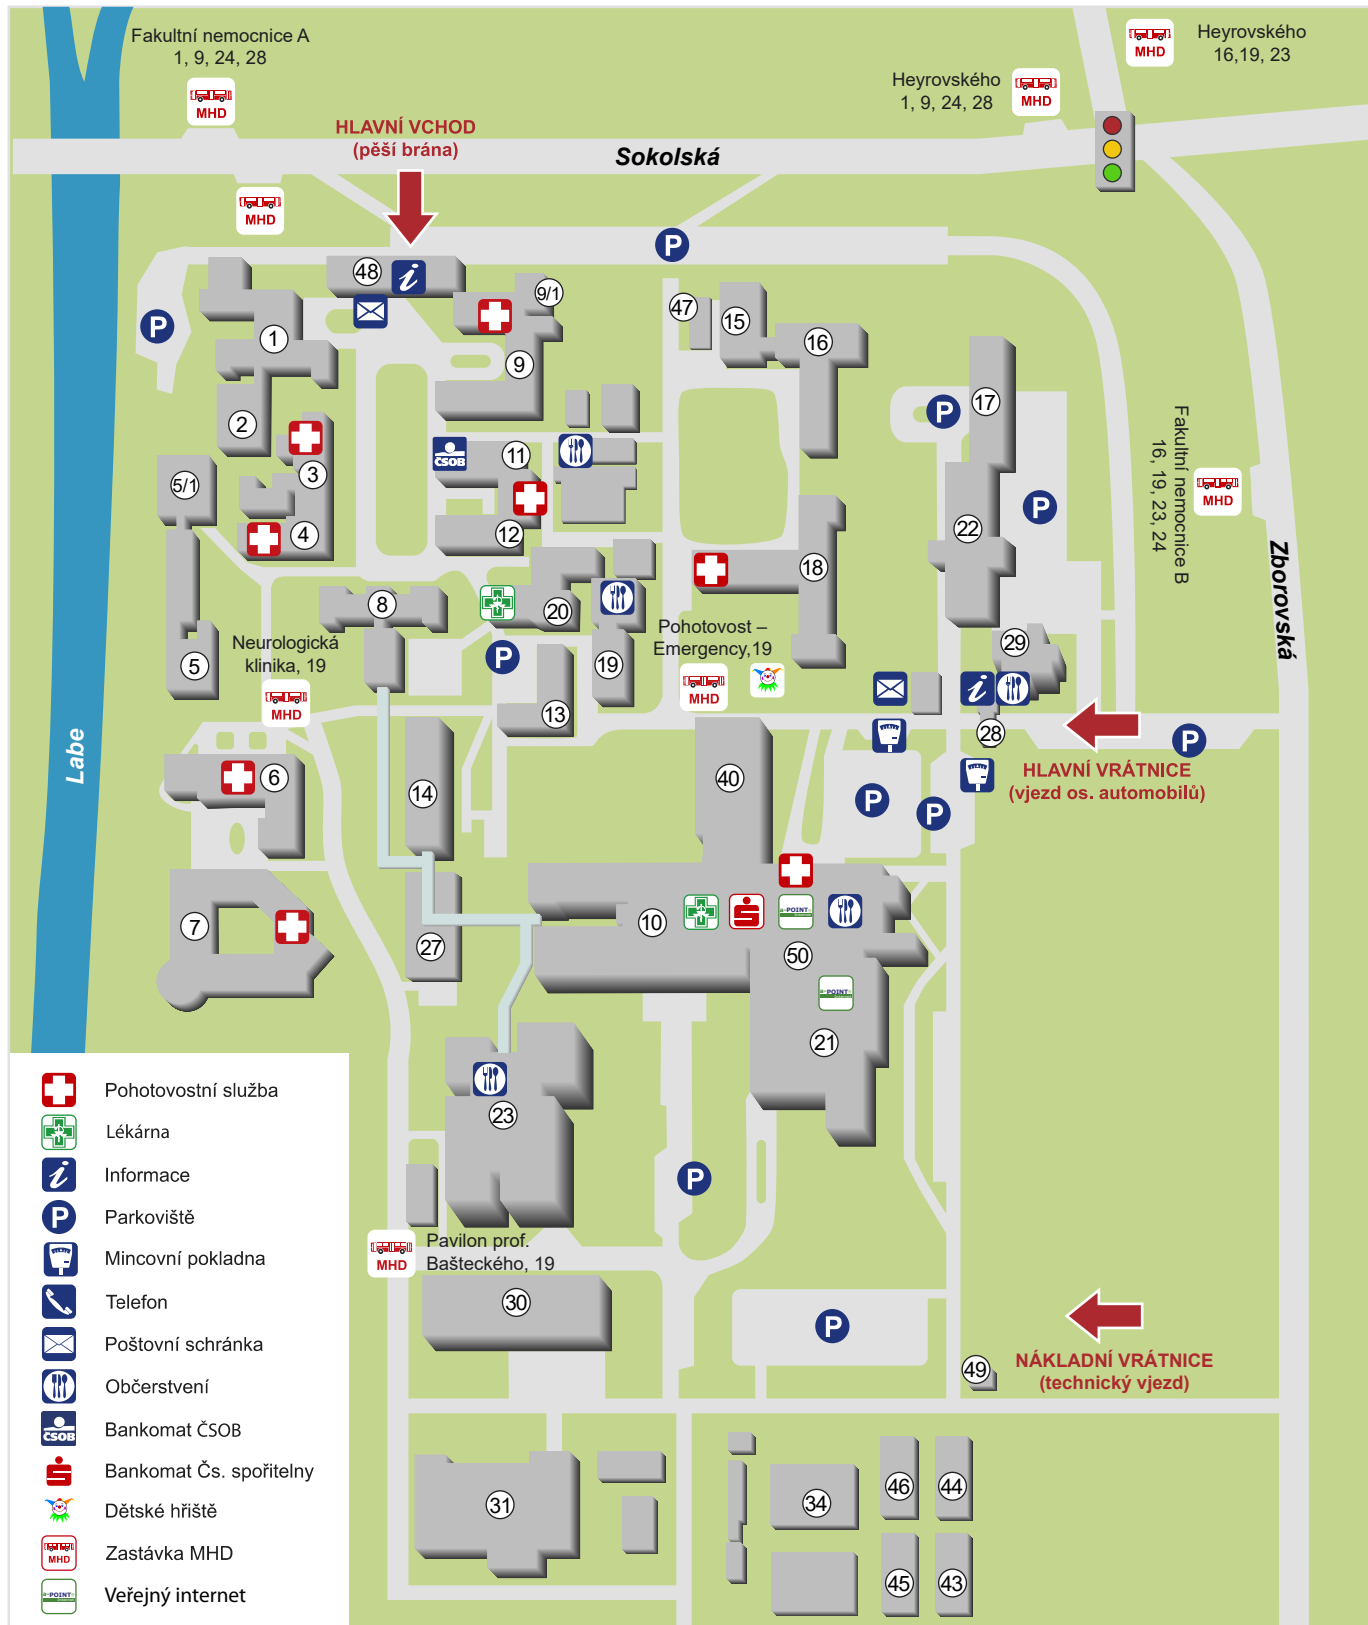 Fakultní nemocnice A
1, 9, 24, 28
MHD
HLAVNÍ VCHOD
(pěší brána)
MHD
Sokolská
Heyrovského
1, 9, 24, 28
MHD
MHD
Heyrovského
16,19, 23
P
P
48
i
9/1
9
1
2
3
4
5/1
5
47
15
16
17
P
ČSOB
11
12
18
22
P
Fakultní nemocnice B
16, 19, 23, 24
MHD
Zborovská
8
20
19
Neurologická
klinika, 19
MHD
P
13
Pohotovost –
Emergency,19
MHD
29
i
28
P
HLAVNÍ VRÁTNICE
(vjezd os. automobilů)
P
P
Labe
6
7
14
27
40
10
S
a-POINT
50
a-POINT
21
23
P
MHD
Pavilon prof.
Bašteckého, 19
30
P
NÁKLADNÍ VRÁTNICE
(technický vjezd)
49
31
34
46
44
45
43
Pohotovostní služba
Lékárna
i
Informace
P
Parkoviště
Mincovní pokladna
Telefon
Poštovní schránka
Občerstvení
ČSOB
Bankomat ČSOB
S
Bankomat Čs. spořitelny
Dětské hřiště
MHD
Zastávka MHD
a-POINT
Veřejný internet